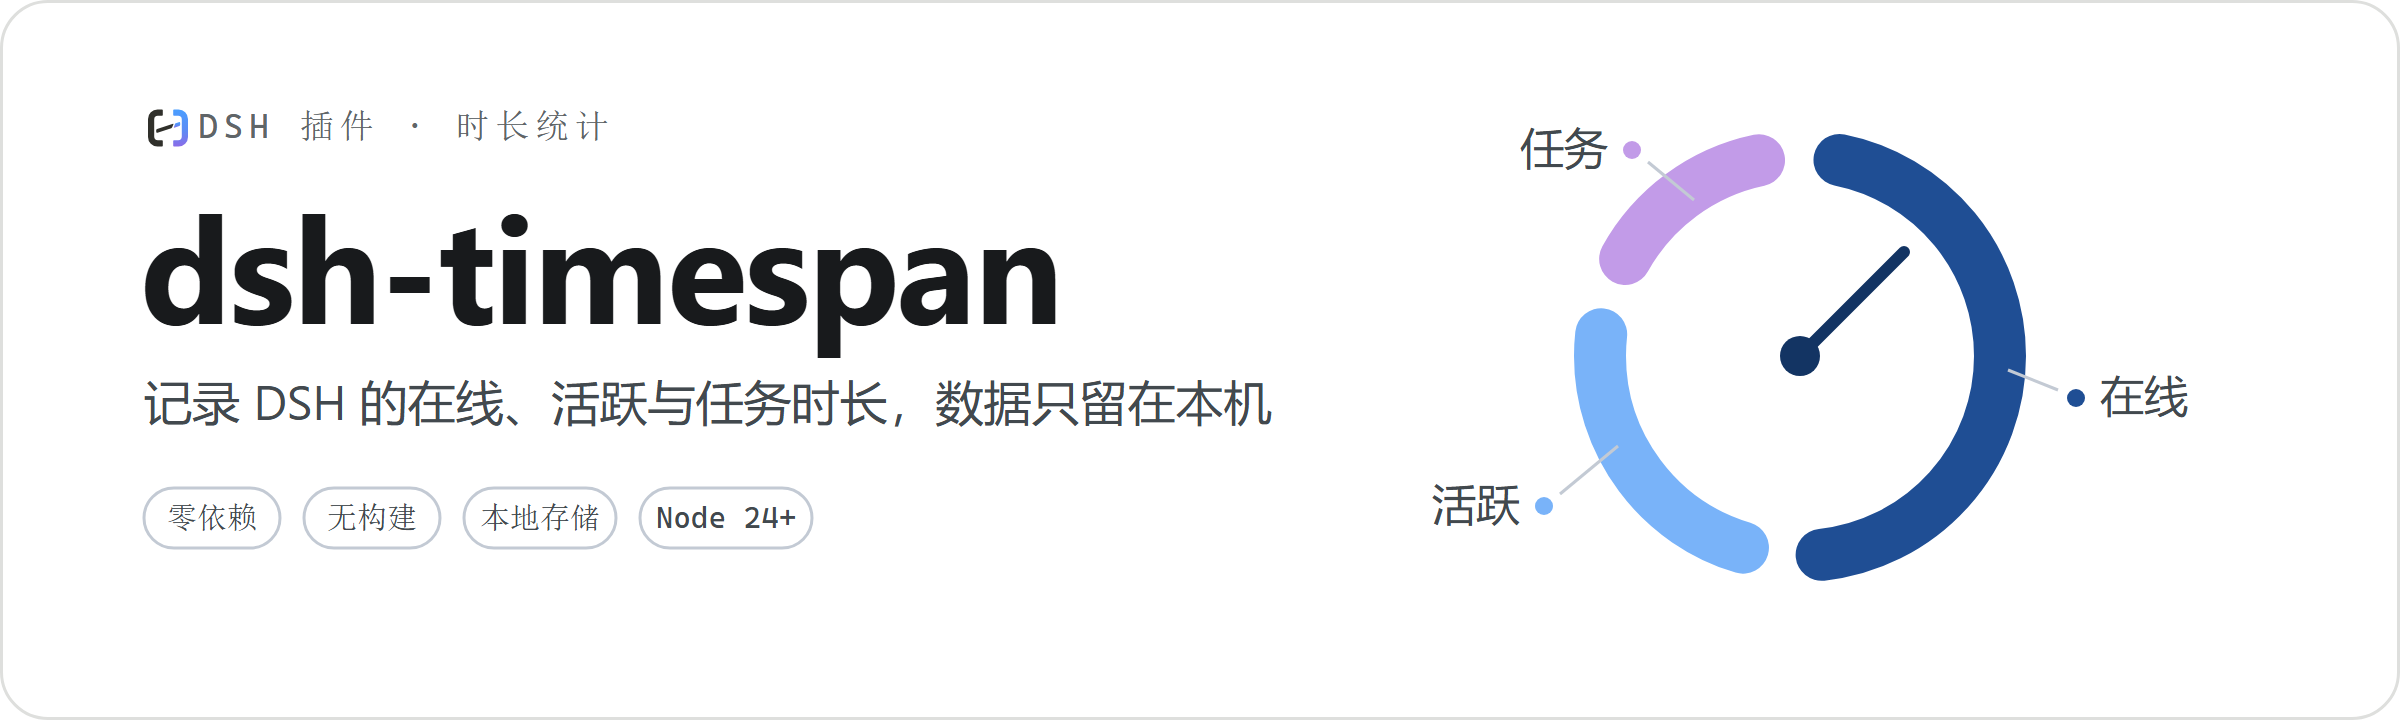 DSH 插件 · 时长统计
dsh-timespan
记录 DSH 的在线、活跃与任务时长，数据只留在本机
零依赖
无构建
本地存储
Node 24+
任务
在线
活跃